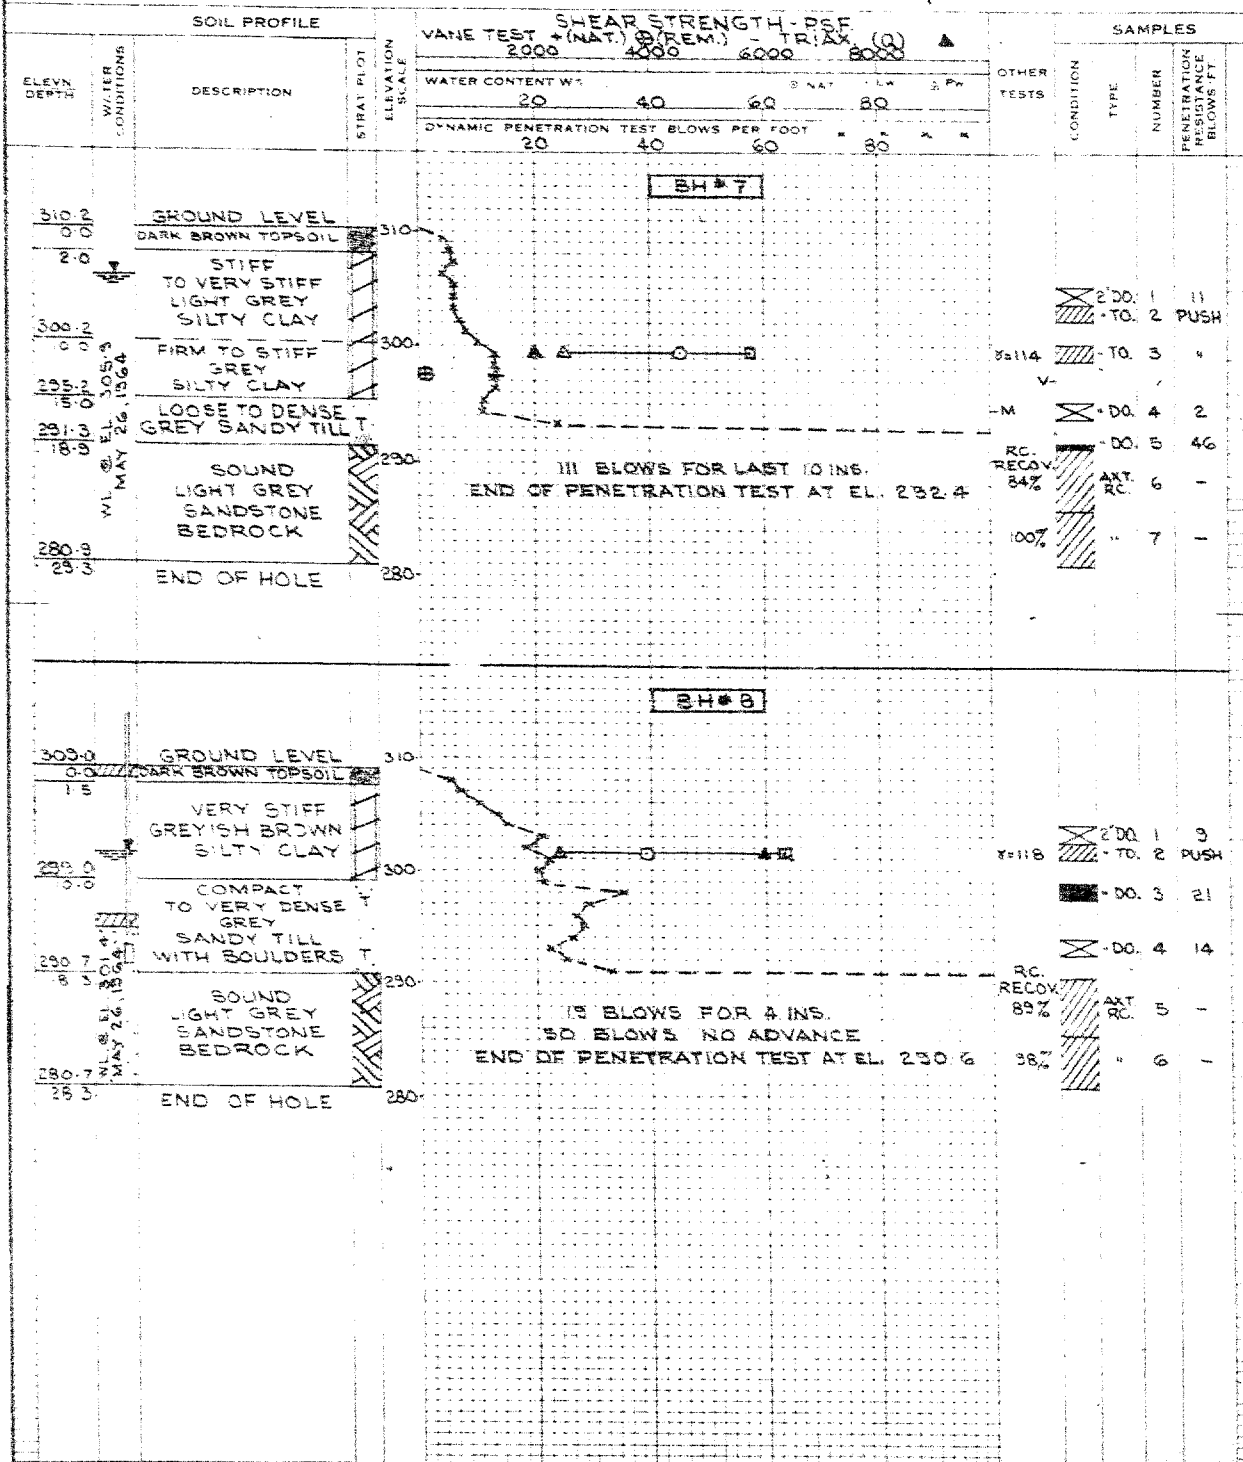 SOIL PROFILE
ELEVN DEPTH
WATER CONDITIONS
DESCRIPTION
STRAT PLOT
ELEVATION SCALE
SHEAR STRENGTH - PSF
VANE TEST +(NAT.) ⊕(REM.) - TRIAX. (Q) ▲
2000 4000 6000 8000
WATER CONTENT W%
20 40 60 80
DYNAMIC PENETRATION TEST BLOWS PER FOOT
20 40 60 80
OTHER TESTS
SAMPLES
CONDITION
TYPE
NUMBER
PENETRATION RESISTANCE BLOWS/FT.
BH#7
310.2 GROUND LEVEL
0.0 DARK BROWN TOPSOIL
310
2.0
STIFF
TO VERY STIFF
LIGHT GREY
SILTY CLAY
2"DO. 1 11
- TO. 2 PUSH
300.2
300
FIRM TO STIFF
GREY
SILTY CLAY
γ=114 - TO. 3 "
V-
295.2
15.0
LOOSE TO DENSE
GREY SANDY TILL T
-M - DO. 4 2
291.3
18.9
- DO. 5 46
290
SOUND
LIGHT GREY
SANDSTONE
BEDROCK
111 BLOWS FOR LAST 10 INS.
END OF PENETRATION TEST AT EL. 292.4
RC. RECOV. 84% AXT. RC. 6 -
100% " 7 -
280.9
29.3 END OF HOLE
280
W.L. @ EL. 305.9
MAY 26, 1964
BH#8
309.0 GROUND LEVEL
310
0.0 DARK BROWN TOPSOIL
1.5
VERY STIFF
GREYISH BROWN
SILTY CLAY
2"DO. 1 9
γ=118 - TO. 2 PUSH
299.0
300
COMPACT T
TO VERY DENSE
GREY
SANDY TILL
WITH BOULDERS T
- DO. 3 21
- DO. 4 14
290.7
290
SOUND
LIGHT GREY
SANDSTONE
BEDROCK
BLOWS FOR 4 INS.
50 BLOWS NO ADVANCE
END OF PENETRATION TEST AT EL. 290.6
RC. RECOV. 89% AXT. RC. 5 -
98% " 6 -
280.7
28.3 END OF HOLE
280
W.L. @ EL. 301.4
MAY 26, 1964